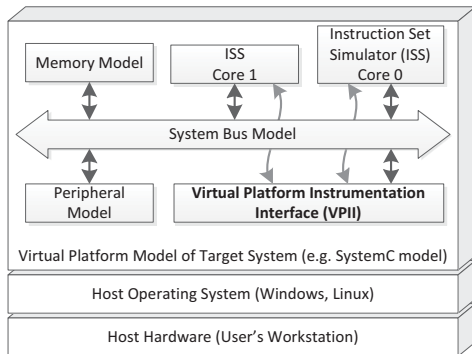 Memory Model
ISS
Core 1
Instruction Set
Simulator (ISS)
Core 0
System Bus Model
Peripheral
Model
Virtual Platform Instrumentation
Interface (VPII)
Virtual Platform Model of Target System (e.g. SystemC model)
Host Operating System (Windows, Linux)
Host Hardware (User's Workstation)